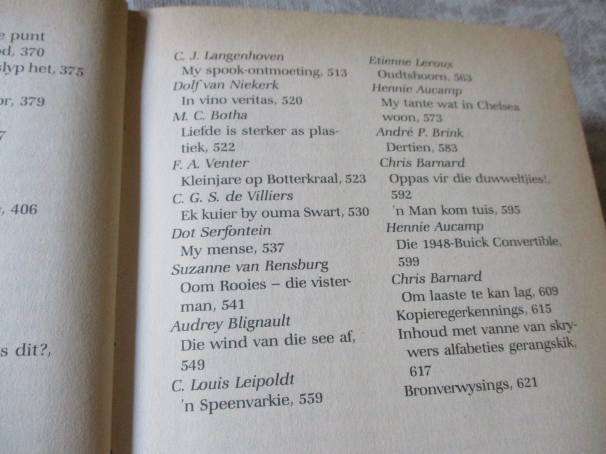 e punt
od, 370
slyp het, 375
or, 379
7
, 406
s dit?,
C. J. Langenhoven
My spook-ontmoeting, 513
Dolf van Niekerk
In vino veritas, 520
M. C. Botha
Liefde is sterker as plas-
tiek, 522
F. A. Venter
Kleinjare op Botterkraal, 523
C. G. S. de Villiers
Ek kuier by ouma Swart, 530
Dot Serfontein
My mense, 537
Suzanne van Rensburg
Oom Rooies – die vister-
man, 541
Audrey Blignault
Die wind van die see af,
549
C. Louis Leipoldt
'n Speenvarkie, 559
Etienne Leroux
Oudtshoorn, 563
Hennie Aucamp
My tante wat in Chelsea
woon, 573
André P. Brink
Dertien, 583
Chris Barnard
Oppas vir die duwweltjies!,
592
'n Man kom tuis, 595
Hennie Aucamp
Die 1948-Buick Convertible,
599
Chris Barnard
Om laaste te kan lag, 609
Kopieregerkennings, 615
Inhoud met vanne van skry-
wers alfabeties gerangskik,
617
Bronverwysings, 621